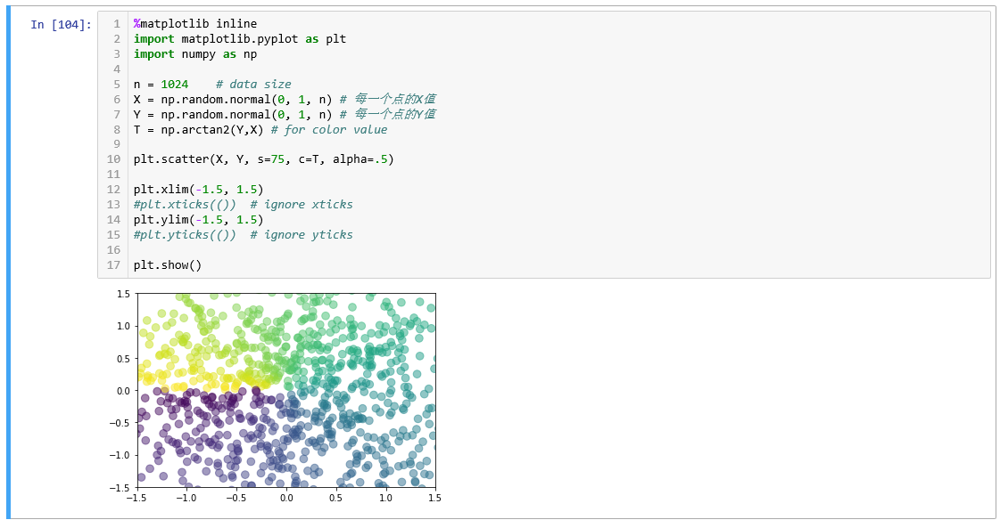 In [104]:
1 %matplotlib inline
2 import matplotlib.pyplot as plt
3 import numpy as np
4
5 n = 1024    # data size
6 X = np.random.normal(0, 1, n) # 每一个点的X值
7 Y = np.random.normal(0, 1, n) # 每一个点的Y值
8 T = np.arctan2(Y,X) # for color value
9
10 plt.scatter(X, Y, s=75, c=T, alpha=.5)
11
12 plt.xlim(-1.5, 1.5)
13 #plt.xticks(())  # ignore xticks
14 plt.ylim(-1.5, 1.5)
15 #plt.yticks(())  # ignore yticks
16
17 plt.show()
1.5
1.0
0.5
0.0
−0.5
−1.0
−1.5
−1.5 −1.0 −0.5 0.0 0.5 1.0 1.5